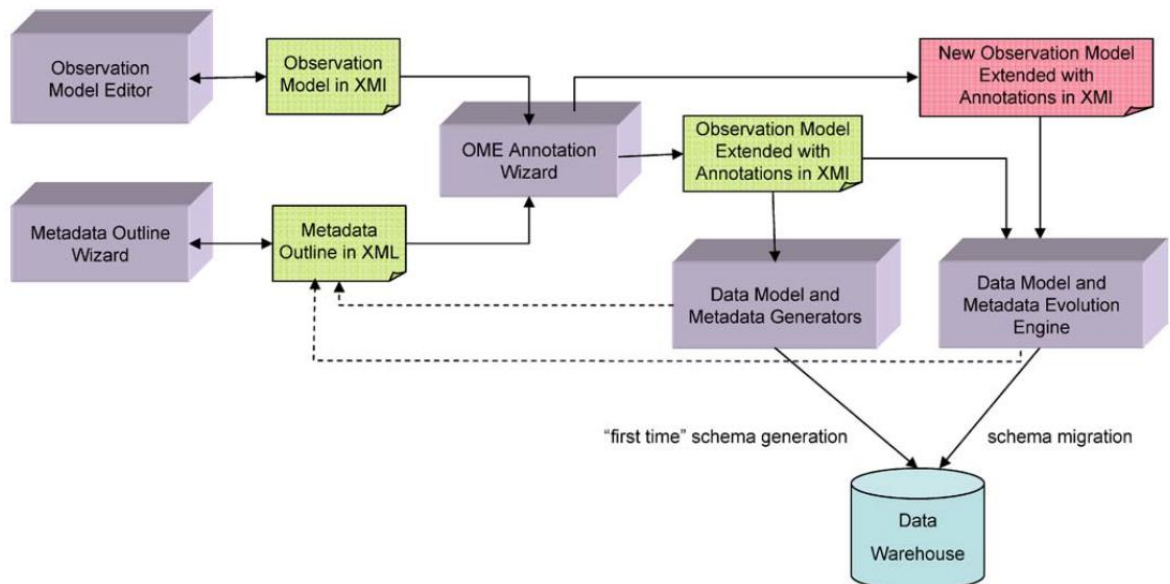 Observation
Model Editor
Observation
Model in XMI
New Observation Model
Extended with
Annotations in XMI
OME Annotation
Wizard
Observation Model
Extended with
Annotations in XMI
Metadata Outline
Wizard
Metadata
Outline in XML
Data Model and
Metadata Generators
Data Model and
Metadata Evolution
Engine
“first time” schema generation
schema migration
Data
Warehouse